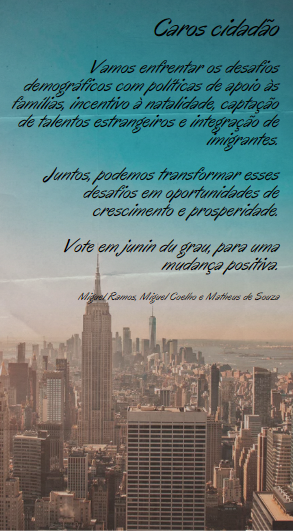 Caros cidadão
Vamos enfrentar os desafios
demográficos com políticas de apoio às
famílias, incentivo à natalidade, captação
de talentos estrangeiros e integração de
imigrantes.
Juntos, podemos transformar esses
desafios em oportunidades de
crescimento e prosperidade.
Vote em junin du grau, para uma
mudança positiva.
Miguel Ramos, Miguel Coelho e Matheus de Souza